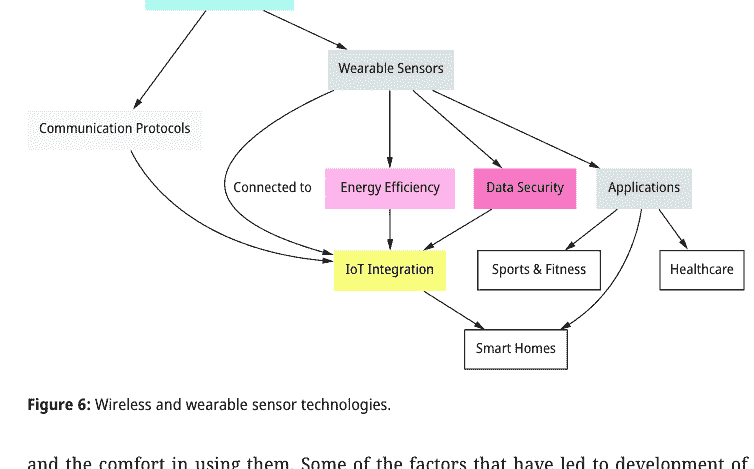 Wearable Sensors
Communication Protocols
Connected to
Energy Efficiency
Data Security
Applications
IoT Integration
Sports & Fitness
Healthcare
Smart Homes
Figure 6: Wireless and wearable sensor technologies.
and the comfort in using them. Some of the factors that have led to development of